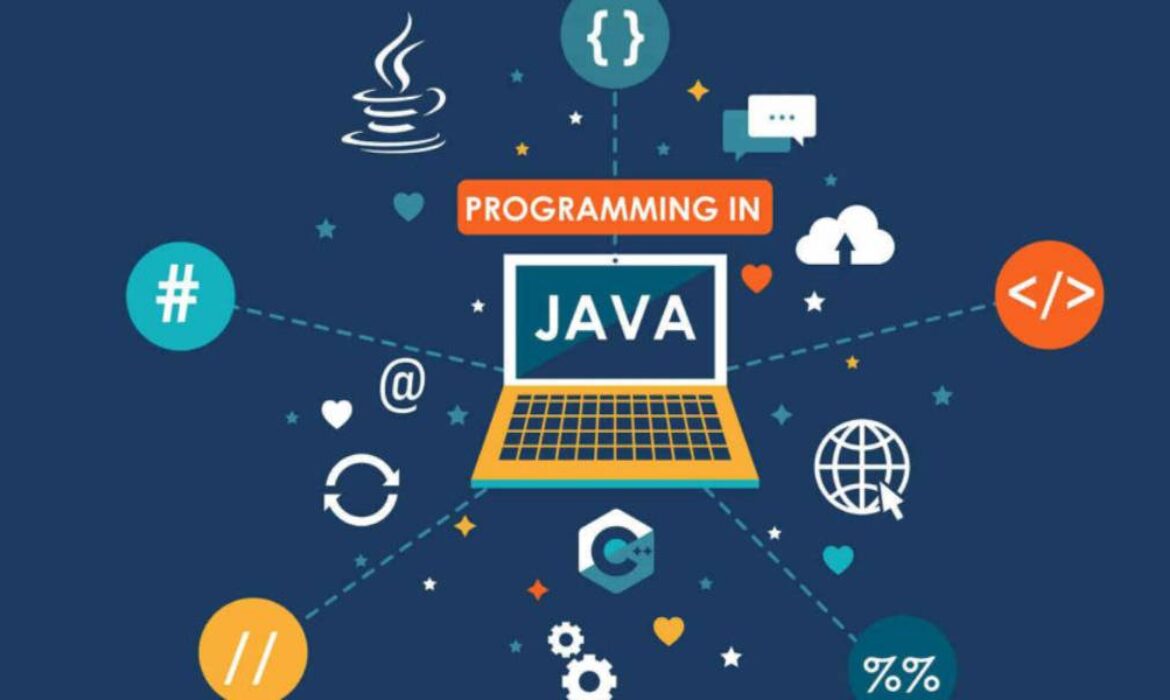 { }
PROGRAMMING IN
JAVA
#
</>
@
C++
//
%%